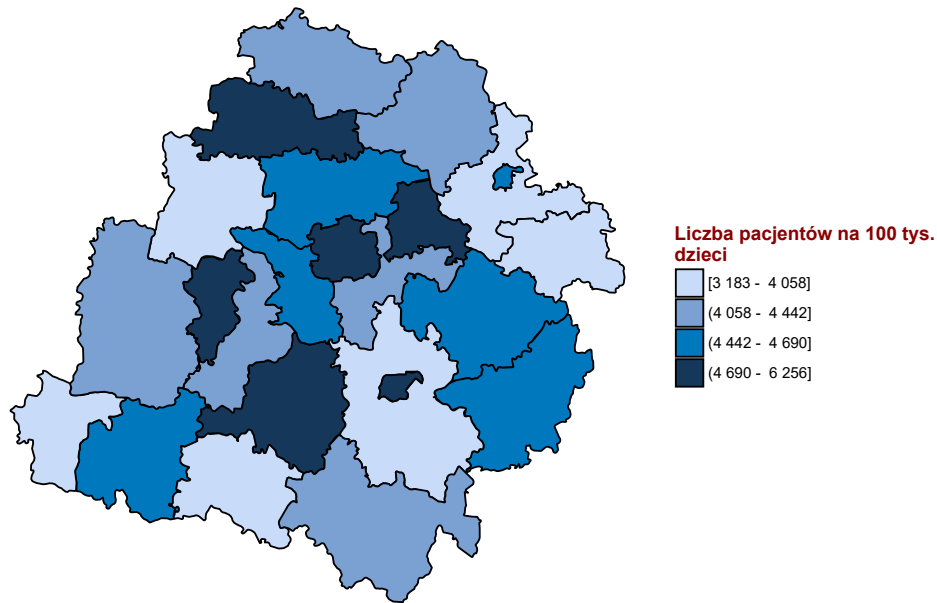 Liczba pacjentów na 100 tys.
dzieci
[3 183 - 4 058]
(4 058 - 4 442]
(4 442 - 4 690]
(4 690 - 6 256]